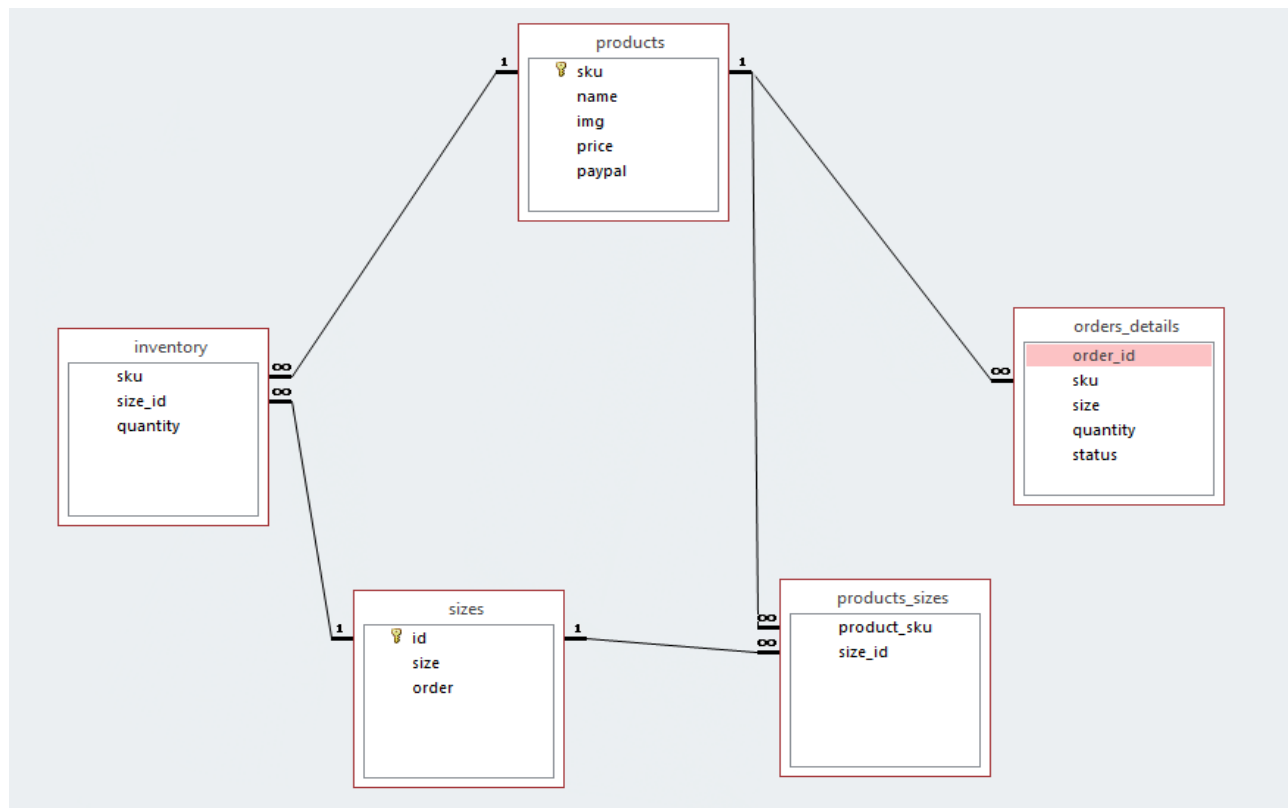 products
1
1
sku
name
img
price
paypal
inventory
∞
sku
∞
size_id
quantity
orders_details
order_id
∞
sku
size
quantity
status
sizes
1
1
id
size
order
products_sizes
∞
product_sku
∞
size_id